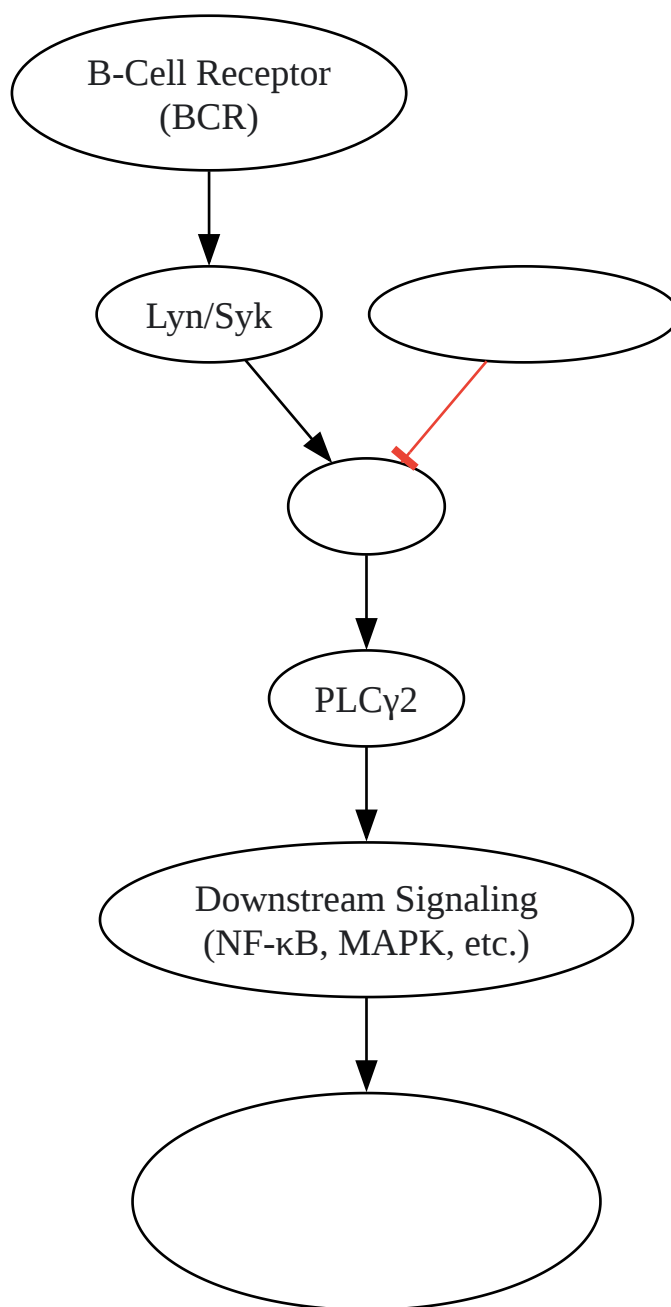 B-Cell Receptor
(BCR)
Lyn/Syk
PLCγ2
Downstream Signaling
(NF-κB, MAPK, etc.)